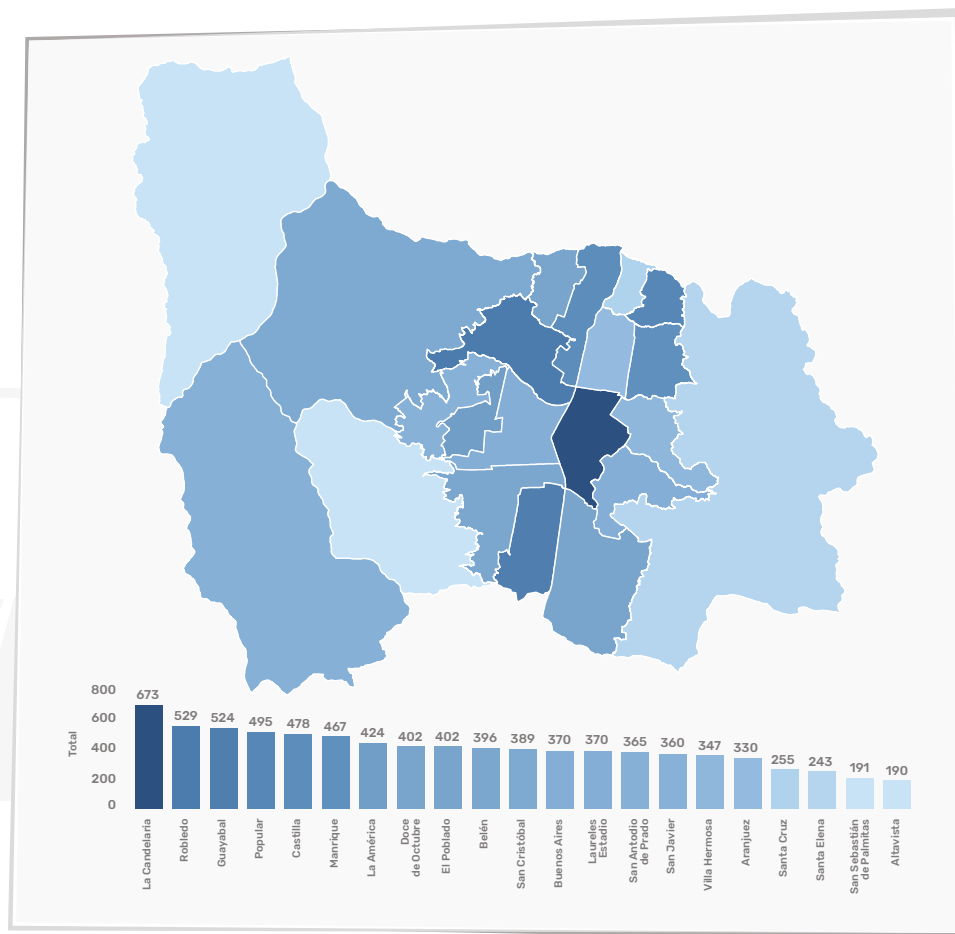 800
600
400
200
0
Total
673
529
524
495
478
467
424
402
402
396
389
370
370
365
360
347
330
255
243
191
190
La Candelaria
Robledo
Guayabal
Popular
Castilla
Manrique
La América
Doce
de Octubre
El Poblado
Belén
San Cristóbal
Buenos Aires
Laureles
Estadio
San Antodio
de Prado
San Javier
Villa Hermosa
Aranjuez
Santa Cruz
Santa Elena
San Sebastián
de Palmitas
Altavista